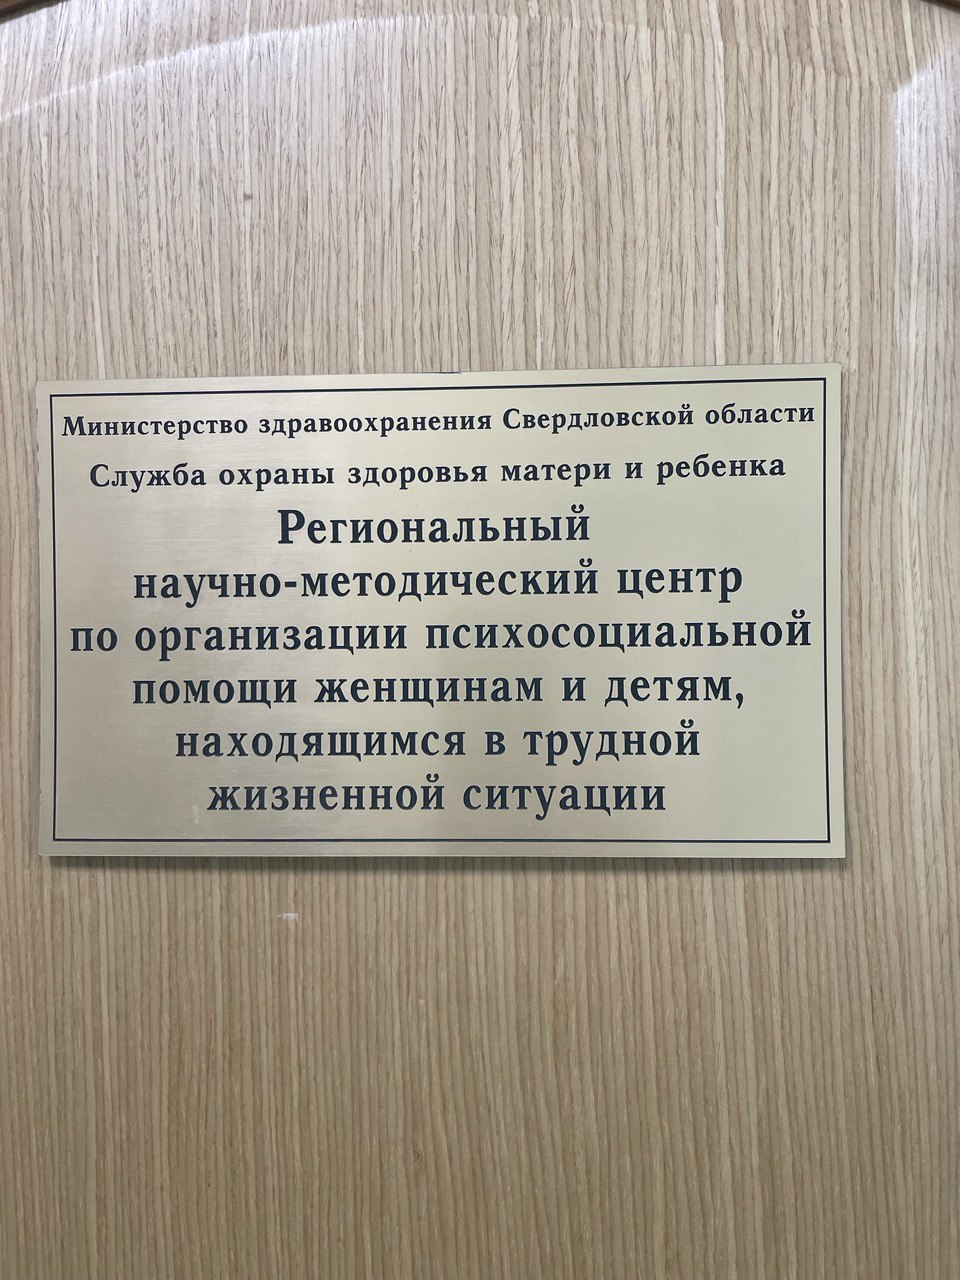 Министерство здравоохранения Свердловской области
Служба охраны здоровья матери и ребенка
Региональный
научно-методический центр
по организации психосоциальной
помощи женщинам и детям,
находящимся в трудной
жизненной ситуации